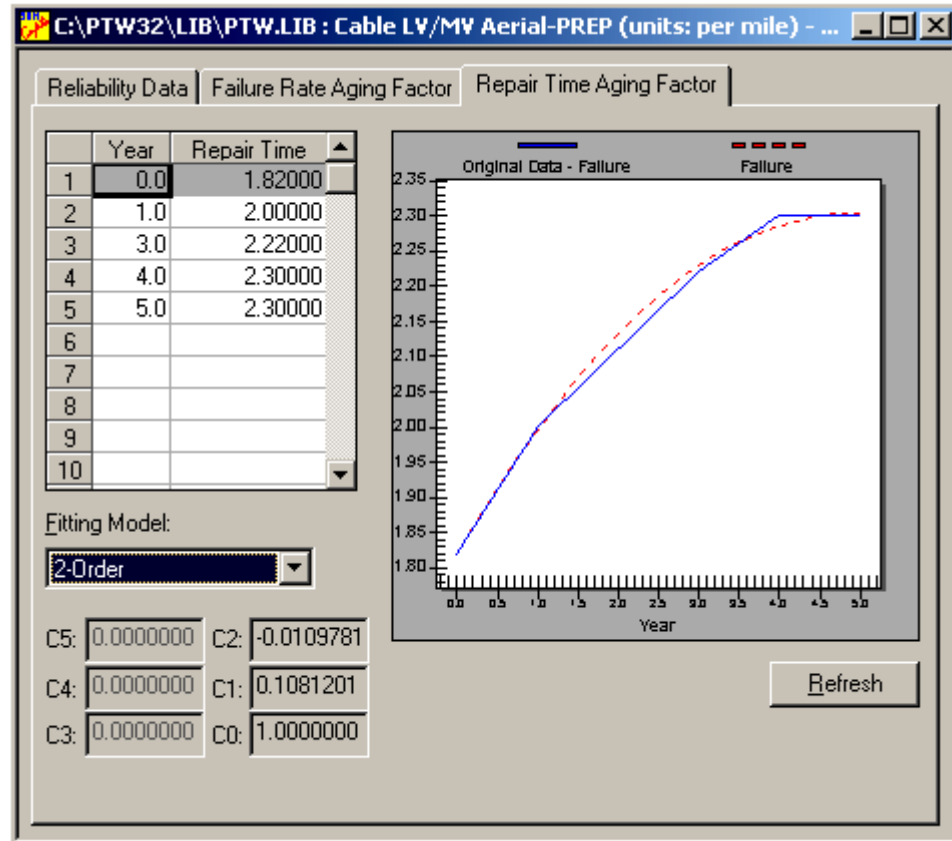 C:\PTW32\LIB\PTW.LIB : Cable LV/MV Aerial-PREP (units: per mile) - ...
Reliability Data Failure Rate Aging Factor Repair Time Aging Factor
Year Repair Time
1 0.0 1.82000
2 1.0 2.00000
3 3.0 2.22000
4 4.0 2.30000
5 5.0 2.30000
6
7
8
9
10
Fitting Model:
2-Order
C5: 0.0000000 C2: -0.0109781
C4: 0.0000000 C1: 0.1081201
C3: 0.0000000 C0: 1.0000000
Original Data - Failure Failure
2.35
2.30
2.25
2.20
2.15
2.10
2.05
2.00
1.95
1.90
1.85
1.80
0.0 0.5 1.0 1.5 2.0 2.5 3.0 3.5 4.0 4.5 5.0
Year
Refresh